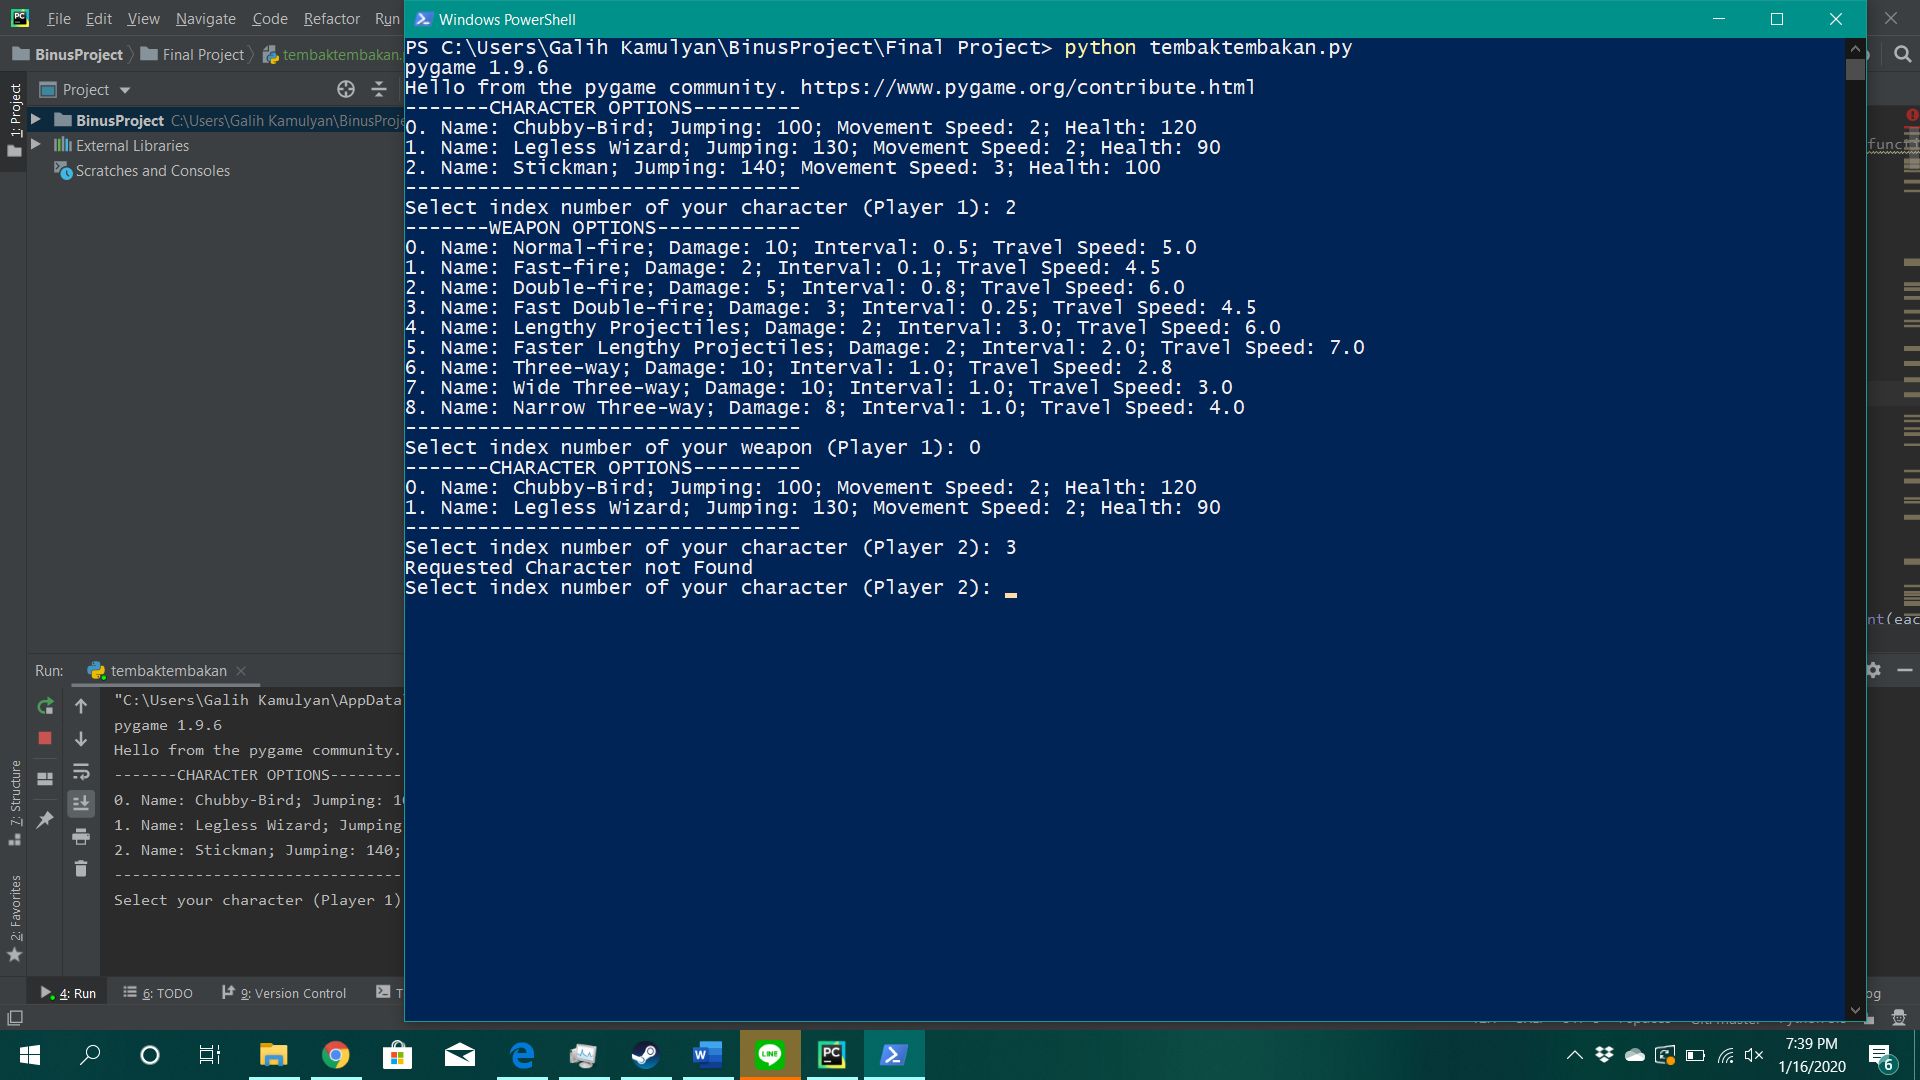 File Edit View Navigate Code Refactor Run
BinusProject Final Project tembaktembakan.
Project
BinusProject C:\Users\Galih Kamulyan\BinusProje
External Libraries
Scratches and Consoles
1: Project
7: Structure
2: Favorites
Windows PowerShell
PS C:\Users\Galih Kamulyan\BinusProject\Final Project> python tembaktembakan.py
pygame 1.9.6
Hello from the pygame community. https://www.pygame.org/contribute.html
-------CHARACTER OPTIONS---------
0. Name: Chubby-Bird; Jumping: 100; Movement Speed: 2; Health: 120
1. Name: Legless Wizard; Jumping: 130; Movement Speed: 2; Health: 90
2. Name: Stickman; Jumping: 140; Movement Speed: 3; Health: 100
---------------------------------
Select index number of your character (Player 1): 2
-------WEAPON OPTIONS------------
0. Name: Normal-fire; Damage: 10; Interval: 0.5; Travel Speed: 5.0
1. Name: Fast-fire; Damage: 2; Interval: 0.1; Travel Speed: 4.5
2. Name: Double-fire; Damage: 5; Interval: 0.8; Travel Speed: 6.0
3. Name: Fast Double-fire; Damage: 3; Interval: 0.25; Travel Speed: 4.5
4. Name: Lengthy Projectiles; Damage: 2; Interval: 3.0; Travel Speed: 6.0
5. Name: Faster Lengthy Projectiles; Damage: 2; Interval: 2.0; Travel Speed: 7.0
6. Name: Three-way; Damage: 10; Interval: 1.0; Travel Speed: 2.8
7. Name: Wide Three-way; Damage: 10; Interval: 1.0; Travel Speed: 3.0
8. Name: Narrow Three-way; Damage: 8; Interval: 1.0; Travel Speed: 4.0
---------------------------------
Select index number of your weapon (Player 1): 0
-------CHARACTER OPTIONS---------
0. Name: Chubby-Bird; Jumping: 100; Movement Speed: 2; Health: 120
1. Name: Legless Wizard; Jumping: 130; Movement Speed: 2; Health: 90
---------------------------------
Select index number of your character (Player 2): 3
Requested Character not Found
Select index number of your character (Player 2):
funci
nt(eac
Run: tembaktembakan
"C:\Users\Galih Kamulyan\AppData
pygame 1.9.6
Hello from the pygame community.
-------CHARACTER OPTIONS--------
0. Name: Chubby-Bird; Jumping: 1
1. Name: Legless Wizard; Jumping
2. Name: Stickman; Jumping: 140;
--------------------------------
Select your character (Player 1)
4: Run 6: TODO 9: Version Control T
og
7:39 PM
1/16/2020
6